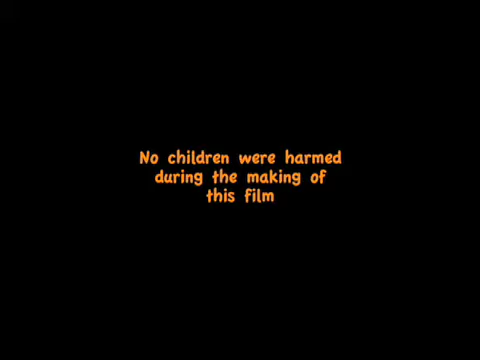 No children were harmed
during the making of
this film